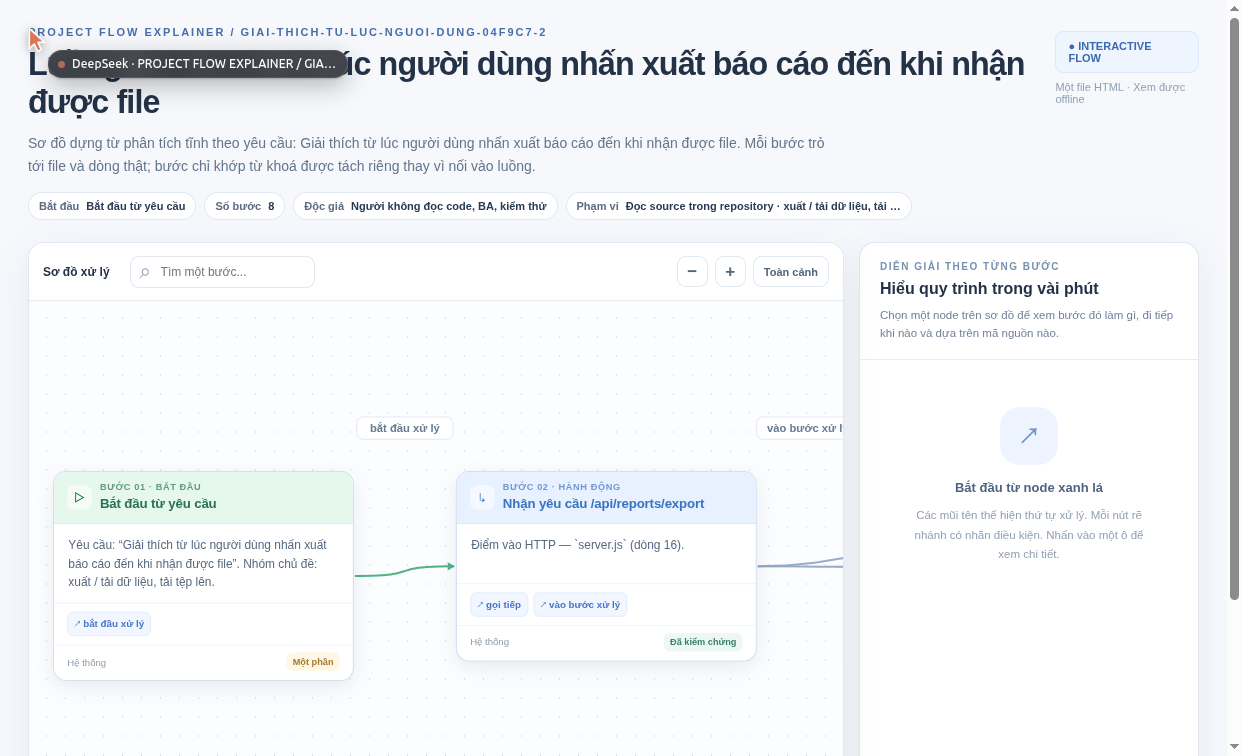 PROJECT FLOW EXPLAINER / GIAI-THICH-TU-LUC-NGUOI-DUNG-04F9C7-2
DeepSeek · PROJECT FLOW EXPLAINER / GIA...
úc người dùng nhấn xuất báo cáo đến khi nhận
được file
● INTERACTIVE
FLOW
Một file HTML · Xem được
offline
Sơ đồ dựng từ phân tích tĩnh theo yêu cầu: Giải thích từ lúc người dùng nhấn xuất báo cáo đến khi nhận được file. Mỗi bước trỏ
tới file và dòng thật; bước chỉ khớp từ khoá được tách riêng thay vì nối vào luồng.
Bắt đầu Bắt đầu từ yêu cầu
Số bước 8
Độc giả Người không đọc code, BA, kiểm thử
Phạm vi Đọc source trong repository · xuất / tải dữ liệu, tải ...
Sơ đồ xử lý
Tìm một bước...
− + Toàn cảnh
bắt đầu xử lý
vào bước xử l
BƯỚC 01 · BẮT ĐẦU
Bắt đầu từ yêu cầu
Yêu cầu: “Giải thích từ lúc người dùng nhấn xuất
báo cáo đến khi nhận được file”. Nhóm chủ đề:
xuất / tải dữ liệu, tải tệp lên.
↗ bắt đầu xử lý
Hệ thống
Một phần
BƯỚC 02 · HÀNH ĐỘNG
Nhận yêu cầu /api/reports/export
Điểm vào HTTP — `server.js` (dòng 16).
↗ gọi tiếp
↗ vào bước xử lý
Hệ thống
Đã kiểm chứng
DIỄN GIẢI THEO TỪNG BƯỚC
Hiểu quy trình trong vài phút
Chọn một node trên sơ đồ để xem bước đó làm gì, đi tiếp
khi nào và dựa trên mã nguồn nào.
↗
Bắt đầu từ node xanh lá
Các mũi tên thể hiện thứ tự xử lý. Mỗi nút rẽ
nhánh có nhãn điều kiện. Nhấn vào một ô để
xem chi tiết.